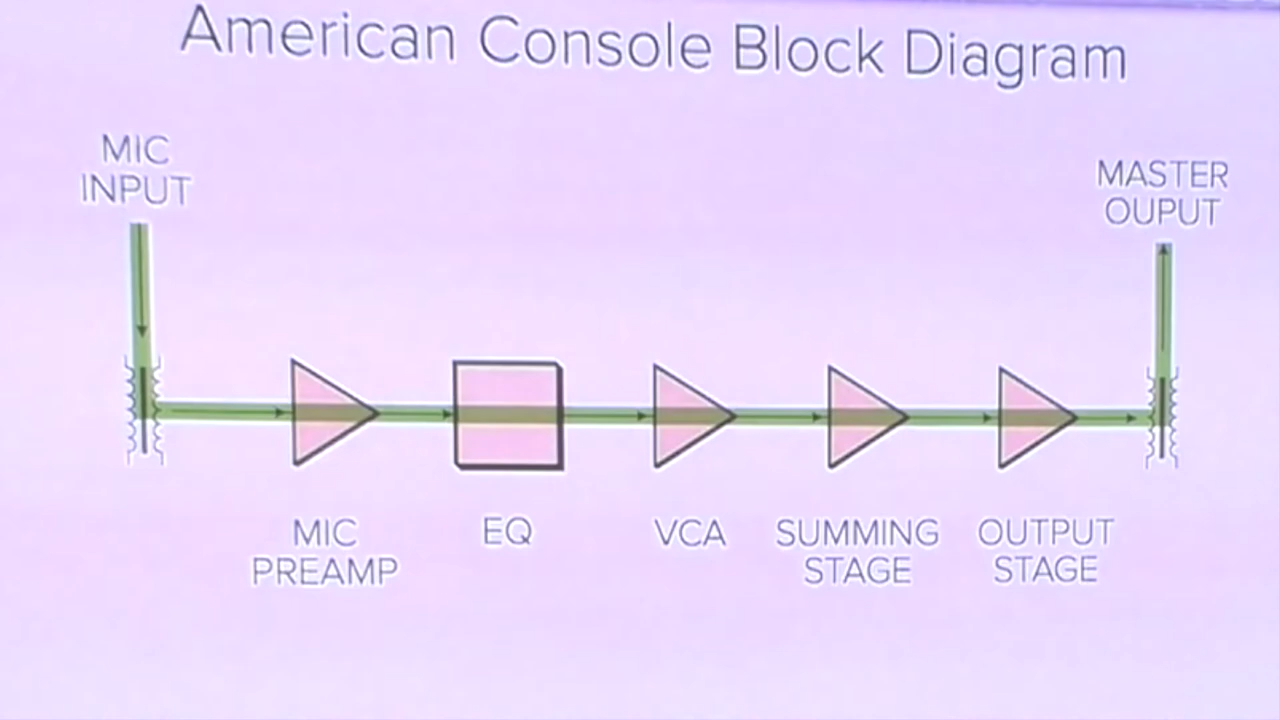 American Console Block Diagram
MIC
INPUT
MASTER
OUPUT
MIC
PREAMP
EQ
VCA
SUMMING
STAGE
OUTPUT
STAGE